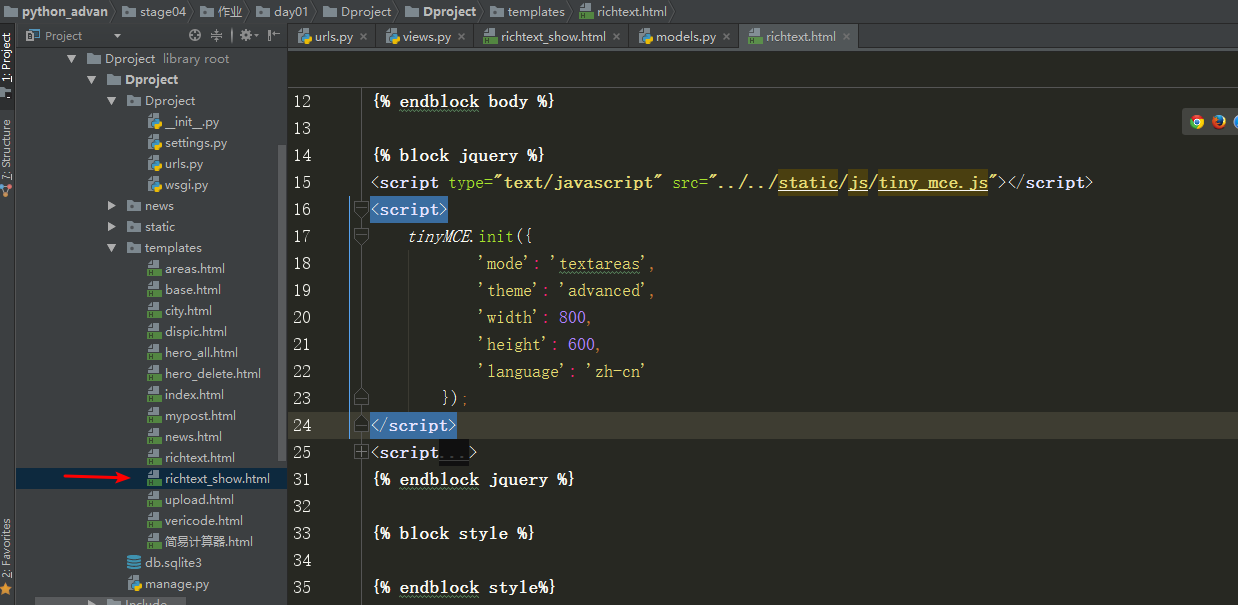 python_advan stage04 作业 day01 Dproject Dproject templates richtext.html
Project
urls.py views.py richtext_show.html models.py richtext.html
1: Project
7: Structure
2: Favorites
Dproject library root
Dproject
Dproject
__init__.py
settings.py
urls.py
wsgi.py
news
static
templates
areas.html
base.html
city.html
dispic.html
hero_all.html
hero_delete.html
index.html
mypost.html
news.html
richtext.html
richtext_show.html
upload.html
vericode.html
简易计算器.html
db.sqlite3
manage.py
Include
12 {% endblock body %}
13
14 {% block jquery %}
15 <script type="text/javascript" src="../../static/js/tiny_mce.js"></script>
16 <script>
17 tinyMCE.init({
18 'mode': 'textareas',
19 'theme': 'advanced',
20 'width': 800,
21 'height': 600,
22 'language': 'zh-cn'
23 });
24 </script>
25 <script...>
31 {% endblock jquery %}
32
33 {% block style %}
34
35 {% endblock style%}